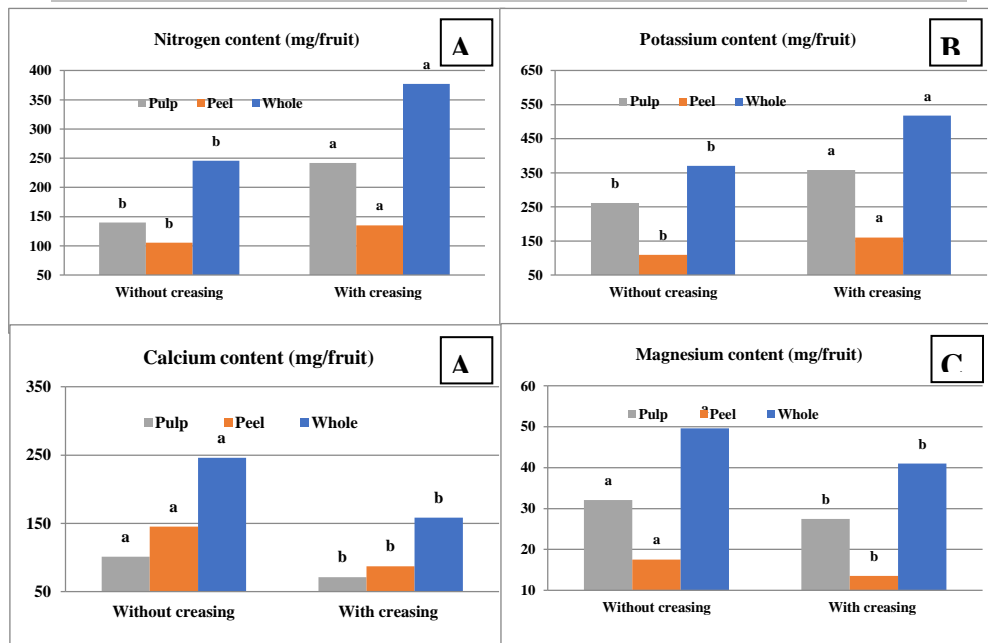 Nitrogen content (mg/fruit)
A
400
350
300
250
200
150
100
50
Pulp Peel Whole
b
b
b
a
a
a
Without creasing With creasing
Potassium content (mg/fruit)
B
650
550
450
350
250
150
50
Pulp Peel Whole
b
b
b
a
a
a
Without creasing With creasing
Calcium content (mg/fruit)
A
350
250
150
50
Pulp Peel Whole
a
a
a
b
b
b
Without creasing With creasing
Magnesium content (mg/fruit)
C
60
50
40
30
20
10
Pulp Peel Whole
a
a
a
b
b
b
Without creasing With creasing